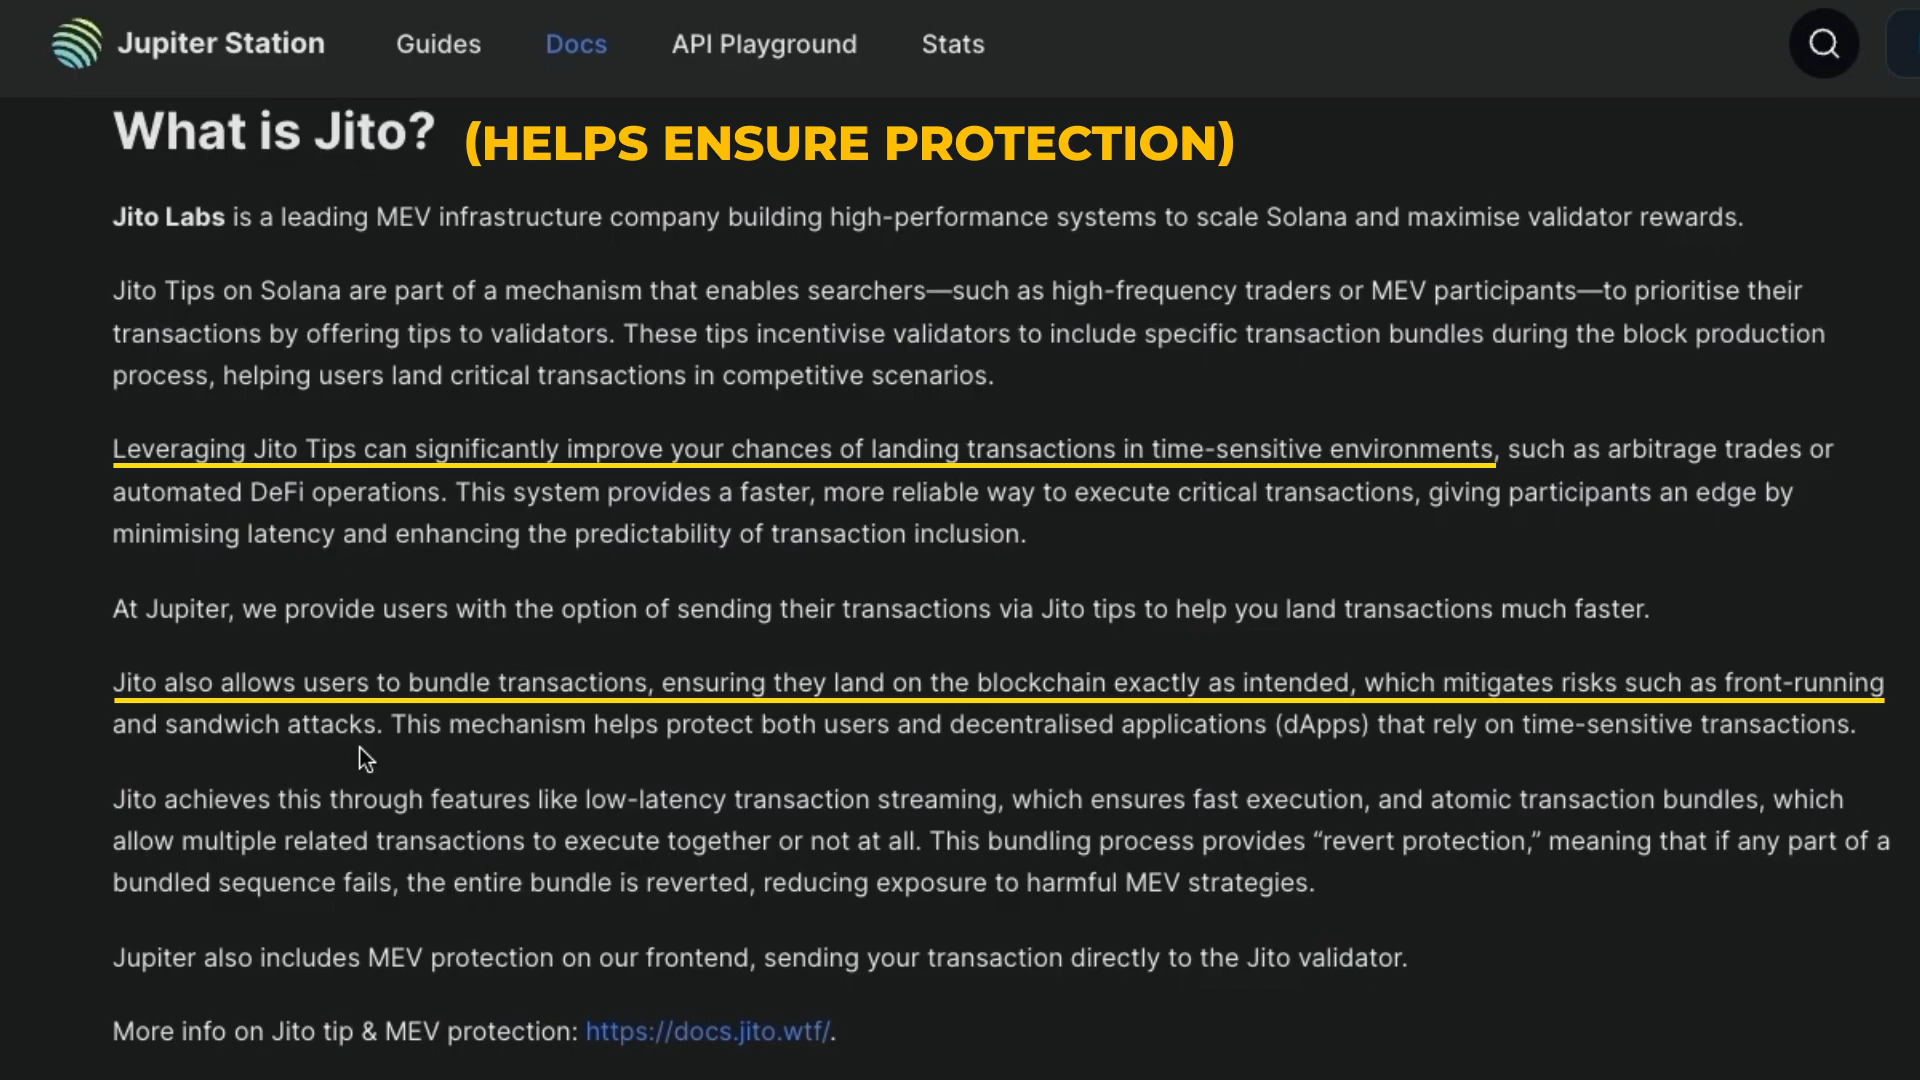 Jupiter Station Guides Docs API Playground Stats
What is Jito? (HELPS ENSURE PROTECTION)
Jito Labs is a leading MEV infrastructure company building high-performance systems to scale Solana and maximise validator rewards.
Jito Tips on Solana are part of a mechanism that enables searchers—such as high-frequency traders or MEV participants—to prioritise their
transactions by offering tips to validators. These tips incentivise validators to include specific transaction bundles during the block production
process, helping users land critical transactions in competitive scenarios.
Leveraging Jito Tips can significantly improve your chances of landing transactions in time-sensitive environments, such as arbitrage trades or
automated DeFi operations. This system provides a faster, more reliable way to execute critical transactions, giving participants an edge by
minimising latency and enhancing the predictability of transaction inclusion.
At Jupiter, we provide users with the option of sending their transactions via Jito tips to help you land transactions much faster.
Jito also allows users to bundle transactions, ensuring they land on the blockchain exactly as intended, which mitigates risks such as front-running
and sandwich attacks. This mechanism helps protect both users and decentralised applications (dApps) that rely on time-sensitive transactions.
Jito achieves this through features like low-latency transaction streaming, which ensures fast execution, and atomic transaction bundles, which
allow multiple related transactions to execute together or not at all. This bundling process provides “revert protection,” meaning that if any part of a
bundled sequence fails, the entire bundle is reverted, reducing exposure to harmful MEV strategies.
Jupiter also includes MEV protection on our frontend, sending your transaction directly to the Jito validator.
More info on Jito tip & MEV protection: https://docs.jito.wtf/.